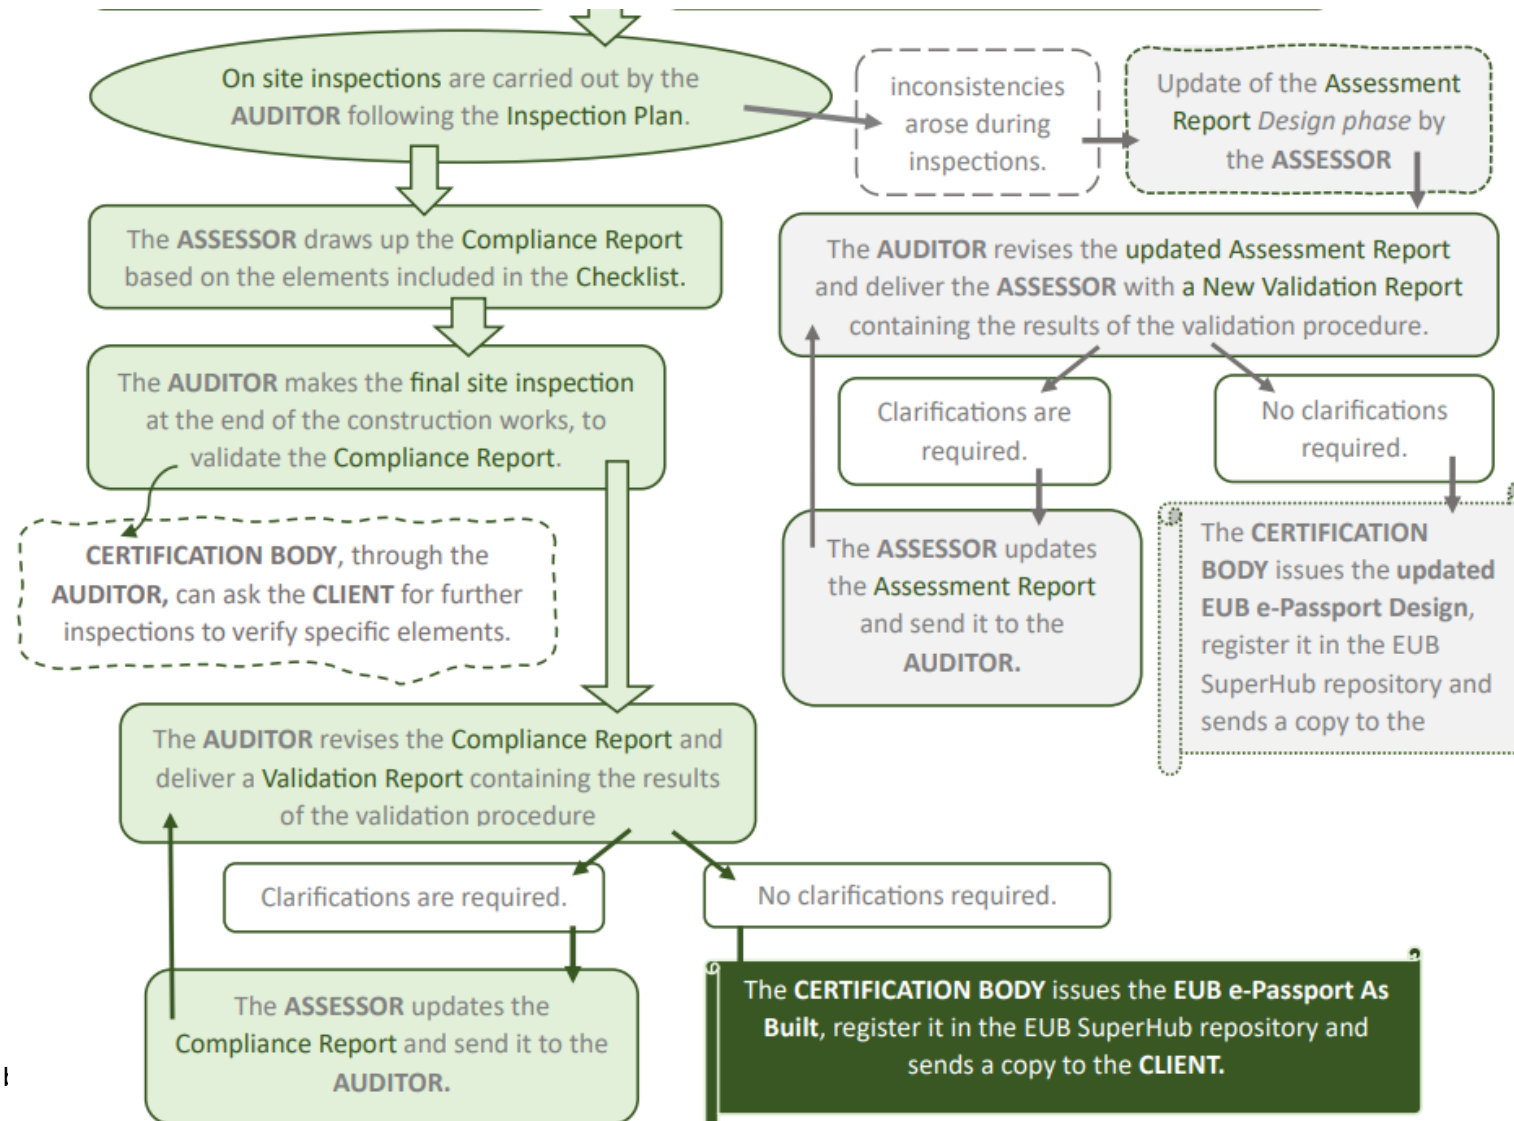 On site inspections are carried out by the
AUDITOR following the Inspection Plan.
inconsistencies
arose during
inspections.
Update of the Assessment
Report Design phase by
the ASSESSOR
The ASSESSOR draws up the Compliance Report
based on the elements included in the Checklist.
The AUDITOR revises the updated Assessment Report
and deliver the ASSESSOR with a New Validation Report
containing the results of the validation procedure.
The AUDITOR makes the final site inspection
at the end of the construction works, to
validate the Compliance Report.
Clarifications are
required.
No clarifications
required.
CERTIFICATION BODY, through the
AUDITOR, can ask the CLIENT for further
inspections to verify specific elements.
The ASSESSOR updates
the Assessment Report
and send it to the
AUDITOR.
The CERTIFICATION
BODY issues the updated
EUB e-Passport Design,
register it in the EUB
SuperHub repository and
sends a copy to the
The AUDITOR revises the Compliance Report and
deliver a Validation Report containing the results
of the validation procedure
Clarifications are required.
No clarifications required.
The ASSESSOR updates the
Compliance Report and send it to the
AUDITOR.
The CERTIFICATION BODY issues the EUB e-Passport As
Built, register it in the EUB SuperHub repository and
sends a copy to the CLIENT.